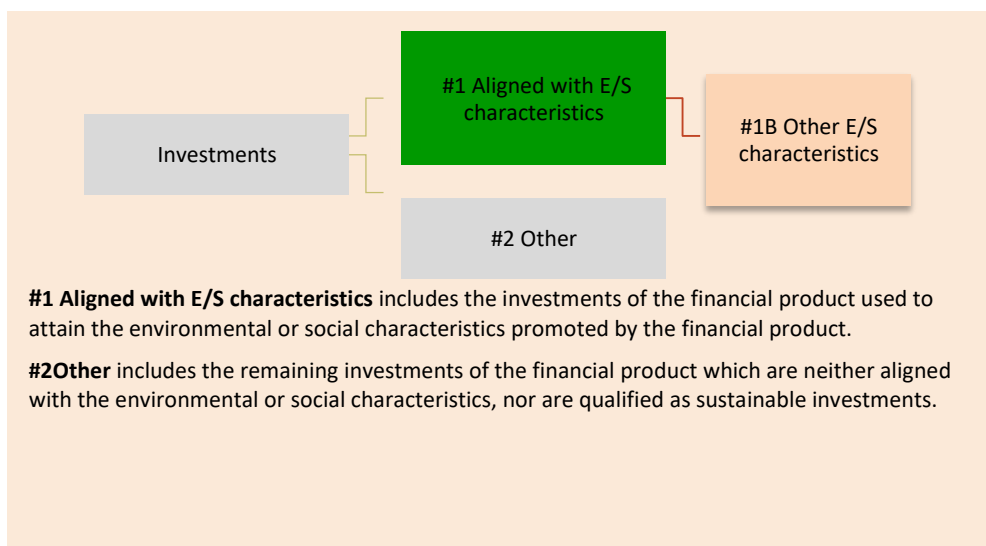 #1 Aligned with E/S
characteristics
#1B Other E/S
characteristics
Investments
#2 Other
#1 Aligned with E/S characteristics includes the investments of the financial product used to
attain the environmental or social characteristics promoted by the financial product.
#2Other includes the remaining investments of the financial product which are neither aligned
with the environmental or social characteristics, nor are qualified as sustainable investments.